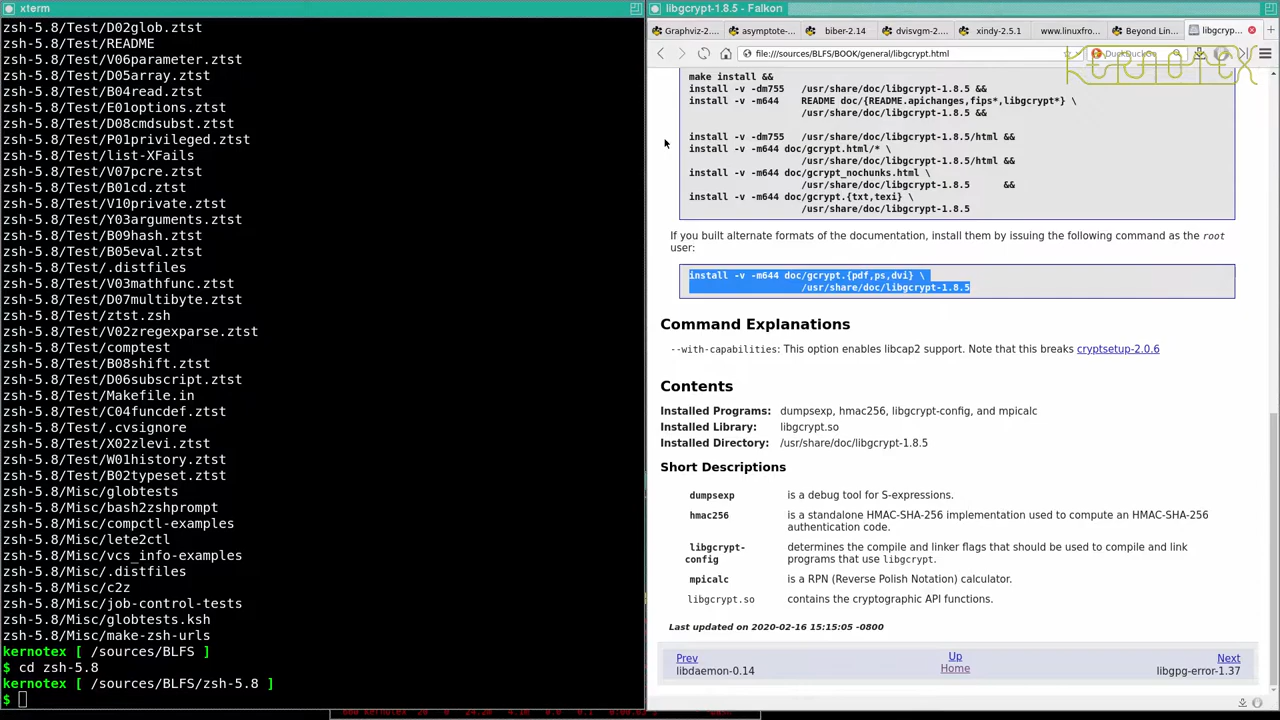 xterm
zsh-5.8/Test/D02glob.ztst
zsh-5.8/Test/README
zsh-5.8/Test/V06parameter.ztst
zsh-5.8/Test/D05array.ztst
zsh-5.8/Test/B04read.ztst
zsh-5.8/Test/E01options.ztst
zsh-5.8/Test/D08cmdsubst.ztst
zsh-5.8/Test/P01privileged.ztst
zsh-5.8/Test/list-XFails
zsh-5.8/Test/V07pcre.ztst
zsh-5.8/Test/B01cd.ztst
zsh-5.8/Test/V10private.ztst
zsh-5.8/Test/Y03arguments.ztst
zsh-5.8/Test/B09hash.ztst
zsh-5.8/Test/B05eval.ztst
zsh-5.8/Test/.distfiles
zsh-5.8/Test/V03mathfunc.ztst
zsh-5.8/Test/D07multibyte.ztst
zsh-5.8/Test/ztst.zsh
zsh-5.8/Test/V02zregexparse.ztst
zsh-5.8/Test/comptest
zsh-5.8/Test/B08shift.ztst
zsh-5.8/Test/D06subscript.ztst
zsh-5.8/Test/Makefile.in
zsh-5.8/Test/C04funcdef.ztst
zsh-5.8/Test/.cvsignore
zsh-5.8/Test/X02zlevi.ztst
zsh-5.8/Test/W01history.ztst
zsh-5.8/Test/B02typeset.ztst
zsh-5.8/Misc/globtests
zsh-5.8/Misc/bash2zshprompt
zsh-5.8/Misc/compctl-examples
zsh-5.8/Misc/lete2ctl
zsh-5.8/Misc/vcs_info-examples
zsh-5.8/Misc/.distfiles
zsh-5.8/Misc/c2z
zsh-5.8/Misc/job-control-tests
zsh-5.8/Misc/globtests.ksh
zsh-5.8/Misc/make-zsh-urls
kernotex [ /sources/BLFS ]
$ cd zsh-5.8
kernotex [ /sources/BLFS/zsh-5.8 ]
$
libgcrypt-1.8.5 - Falkon
Graphviz-2.... asymptote-... biber-2.14 dvisvgm-2.... xindy-2.5.1 www.linuxfro... Beyond Lin... libgcryp...
file:///sources/BLFS/BOOK/general/libgcrypt.html DuckDuckGo
KERNOTEX
make install &&
install -v -dm755 /usr/share/doc/libgcrypt-1.8.5 &&
install -v -m644 README doc/{README.apichanges,fips*,libgcrypt*} \
/usr/share/doc/libgcrypt-1.8.5 &&
install -v -dm755 /usr/share/doc/libgcrypt-1.8.5/html &&
install -v -m644 doc/gcrypt.html/* \
/usr/share/doc/libgcrypt-1.8.5/html &&
install -v -m644 doc/gcrypt_nochunks.html \
/usr/share/doc/libgcrypt-1.8.5 &&
install -v -m644 doc/gcrypt.{txt,texi} \
/usr/share/doc/libgcrypt-1.8.5
If you built alternate formats of the documentation, install them by issuing the following command as the root
user:
install -v -m644 doc/gcrypt.{pdf,ps,dvi} \
/usr/share/doc/libgcrypt-1.8.5
Command Explanations
--with-capabilities: This option enables libcap2 support. Note that this breaks cryptsetup-2.0.6
Contents
Installed Programs: dumpsexp, hmac256, libgcrypt-config, and mpicalc
Installed Library: libgcrypt.so
Installed Directory: /usr/share/doc/libgcrypt-1.8.5
Short Descriptions
dumpsexp is a debug tool for S-expressions.
hmac256 is a standalone HMAC-SHA-256 implementation used to compute an HMAC-SHA-256
authentication code.
libgcrypt- determines the compile and linker flags that should be used to compile and link
config programs that use libgcrypt.
mpicalc is a RPN (Reverse Polish Notation) calculator.
libgcrypt.so contains the cryptographic API functions.
Last updated on 2020-02-16 15:15:05 -0800
Prev Up Next
libdaemon-0.14 Home libgpg-error-1.37